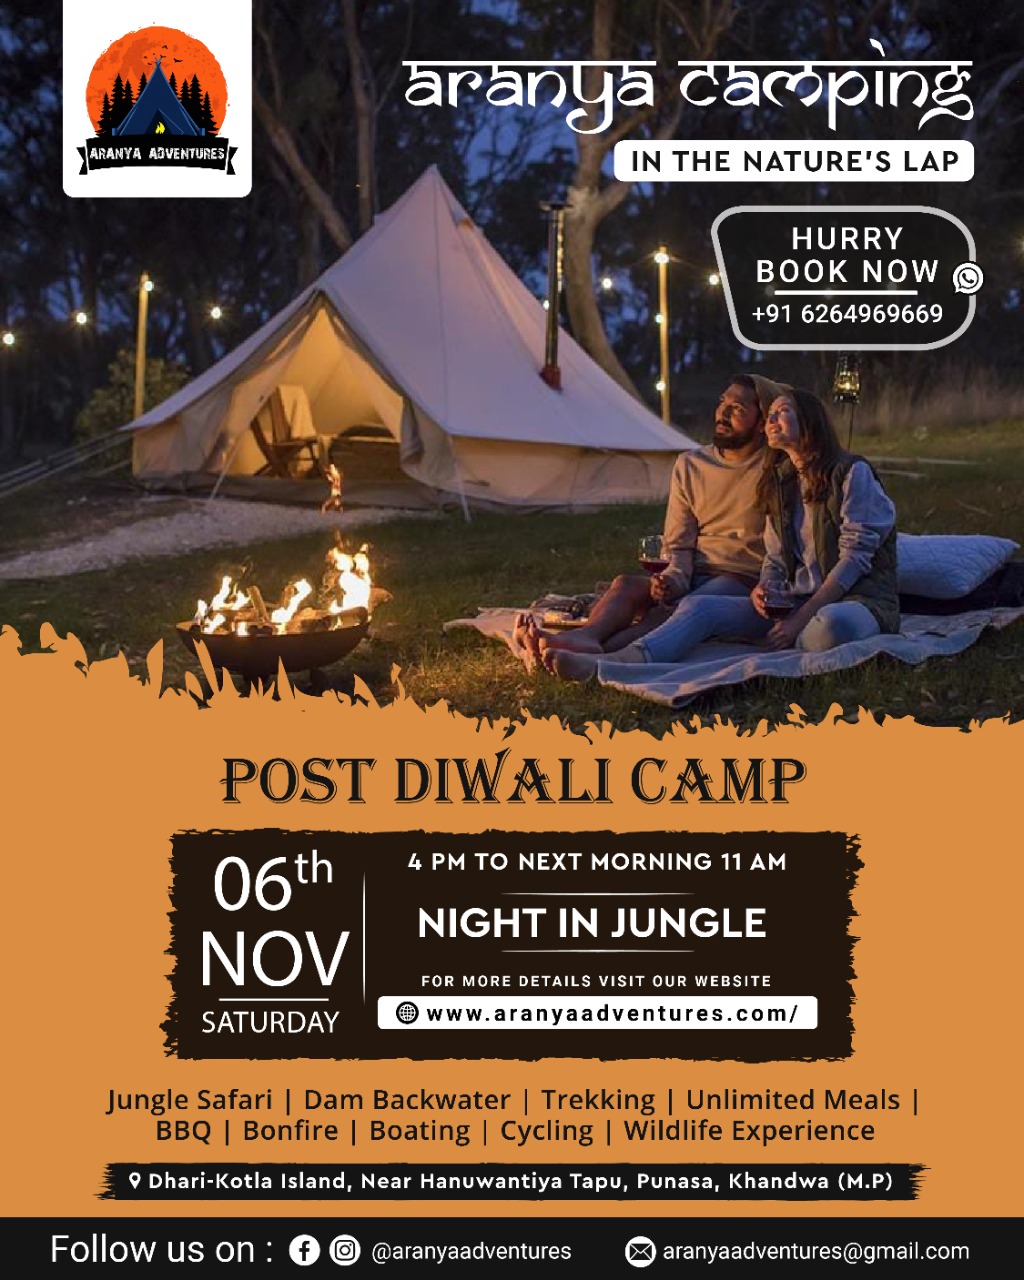 ARANYA ADVENTURES
aranya camping
IN THE NATURE'S LAP
HURRY
BOOK NOW
+91 6264969669
POST DIWALI CAMP
06th
NOV
SATURDAY
4 PM TO NEXT MORNING 11 AM
NIGHT IN JUNGLE
FOR MORE DETAILS VISIT OUR WEBSITE
www.aranyaadventures.com/
Jungle Safari | Dam Backwater | Trekking | Unlimited Meals |
BBQ | Bonfire | Boating | Cycling | Wildlife Experience
Dhari-Kotla Island, Near Hanuwantiya Tapu, Punasa, Khandwa (M.P)
Follow us on : @aranyaadventures aranyaadventures@gmail.com